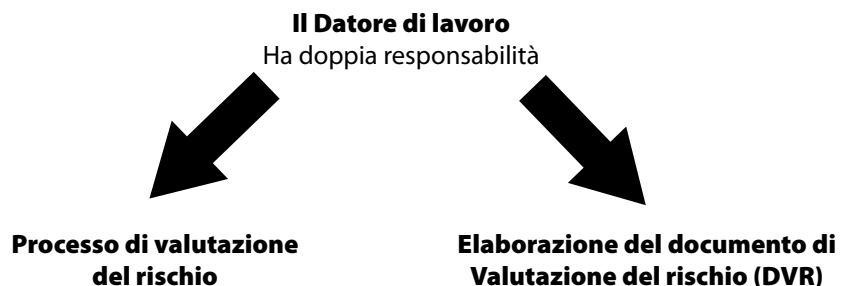 Il Datore di lavoro
Ha doppia responsabilità
Processo di valutazione
del rischio
Elaborazione del documento di
Valutazione del rischio (DVR)